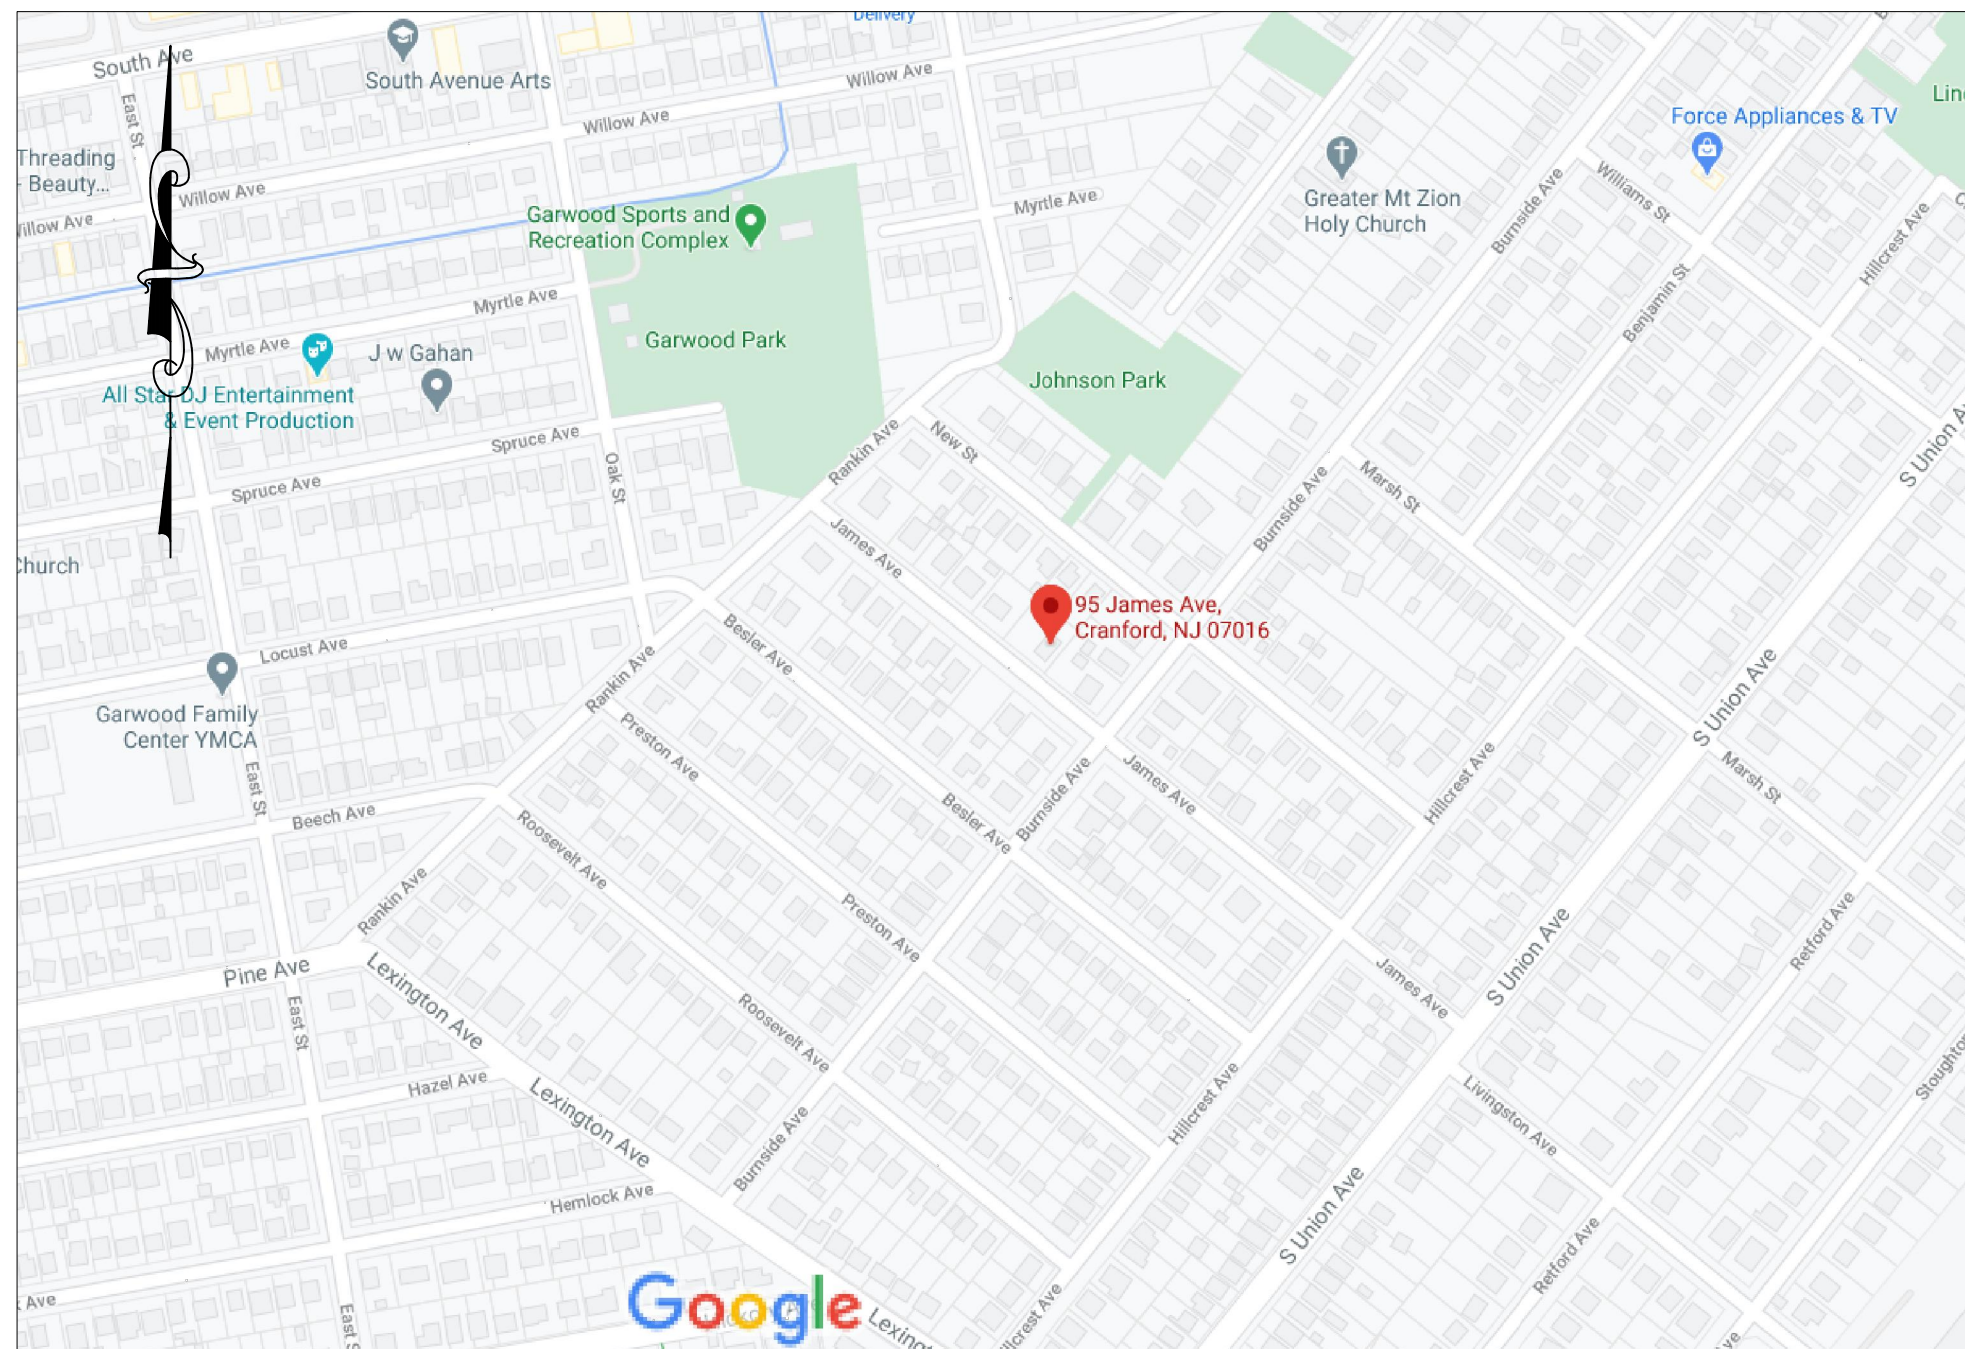 Delivery
South Ave
South Avenue Arts
East St
Willow Ave
Willow Ave
Threading
- Beauty...
Willow Ave
Willow Ave
Force Appliances & TV
Williams St
Greater Mt Zion
Holy Church
Burnside Ave
Hillcrest Ave
Myrtle Ave
Garwood Sports and
Recreation Complex
Benjamin St
Myrtle Ave
Myrtle Ave
Garwood Park
J w Gahan
Johnson Park
All Star DJ Entertainment
& Event Production
Spruce Ave
Rankin Ave
New St
S Union A
Oak St
Spruce Ave
Marsh St
Burnside Ave
James Ave
Church
95 James Ave,
Cranford, NJ 07016
Besler Ave
Locust Ave
Rankin Ave
S Union Ave
Garwood Family
Center YMCA
Preston Ave
East St
James Ave
Hillcrest Ave
Marsh St
Beech Ave
Besler Ave
Burnside Ave
Roosevelt Ave
Rankin Ave
Preston Ave
Retford Ave
S Union Ave
Pine Ave
Lexington Ave
James Ave
East St
Roosevelt Ave
Hazel Ave
Lexington Ave
Hillcrest Ave
Livingston Ave
Burnside Ave
Hemlock Ave
S Union Ave
Retford Ave
Ave
Google
East S
Lexing
llcrest Ave